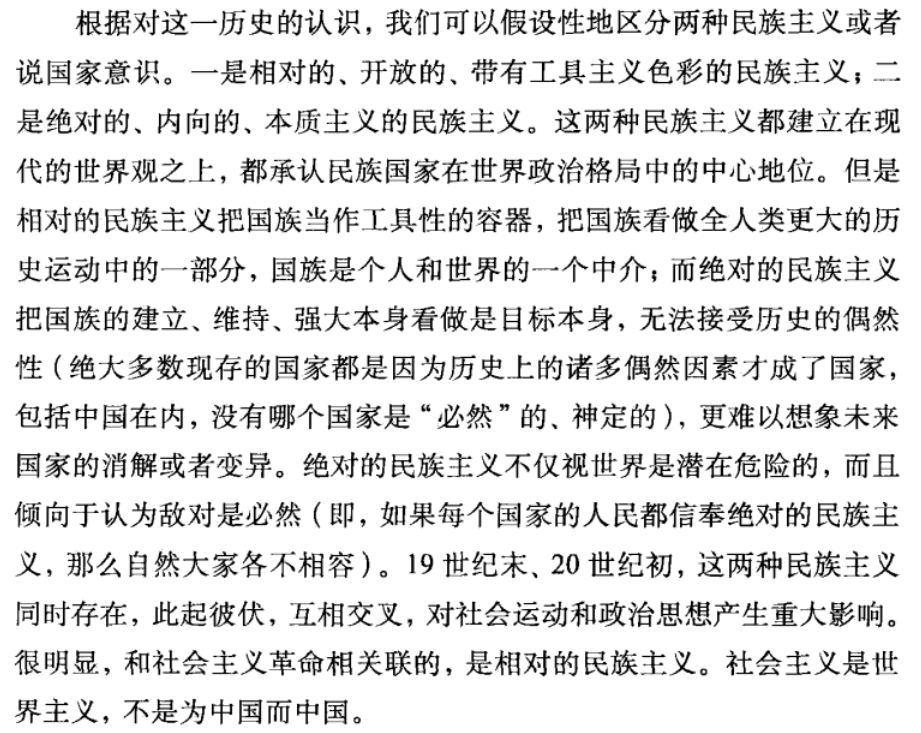 根据对这一历史的认识，我们可以假设性地区分两种民族主义或者
说国家意识。一是相对的、开放的、带有工具主义色彩的民族主义；二
是绝对的、内向的、本质主义的民族主义。这两种民族主义都建立在现
代的世界观之上，都承认民族国家在世界政治格局中的中心地位。但是
相对的民族主义把国族当作工具性的容器，把国族看做全人类更大的历
史运动中的一部分，国族是个人和世界的一个中介；而绝对的民族主义
把国族的建立、维持、强大本身看做是目标本身，无法接受历史的偶然
性（绝大多数现存的国家都是因为历史上的诸多偶然因素才成了国家，
包括中国在内，没有哪个国家是“必然”的、神定的），更难以想象未来
国家的消解或者变异。绝对的民族主义不仅视世界是潜在危险的，而且
倾向于认为敌对是必然（即，如果每个国家的人民都信奉绝对的民族主
义，那么自然大家各不相容）。19 世纪末、20 世纪初，这两种民族主义
同时存在，此起彼伏，互相交叉，对社会运动和政治思想产生重大影响。
很明显，和社会主义革命相关联的，是相对的民族主义。社会主义是世
界主义，不是为中国而中国。